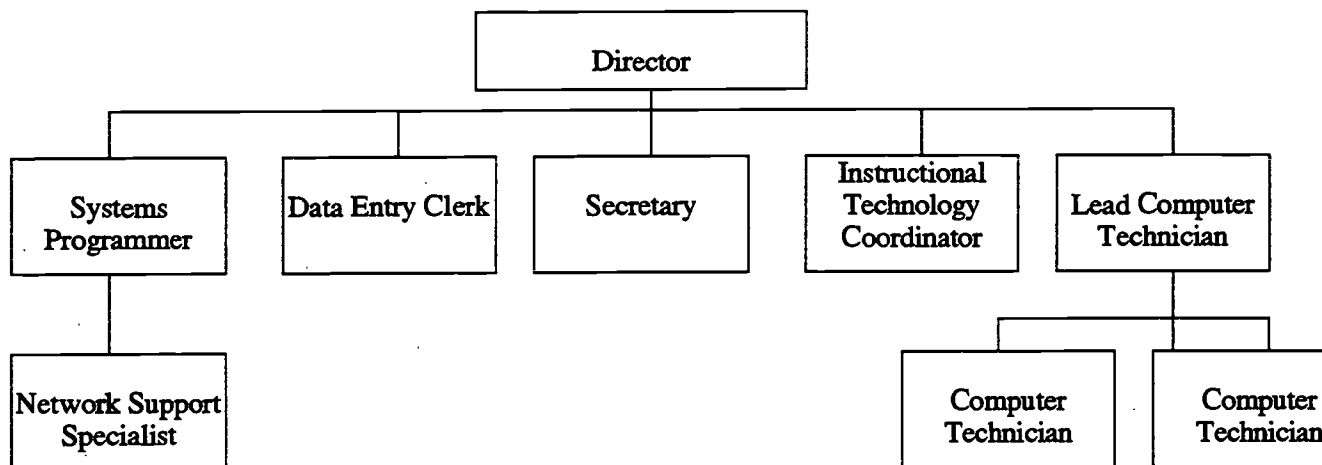 Director
Systems
Programmer
Data Entry Clerk
Secretary
Instructional
Technology
Coordinator
Lead Computer
Technician
Network Support
Specialist
Computer
Technician
Computer
Technician